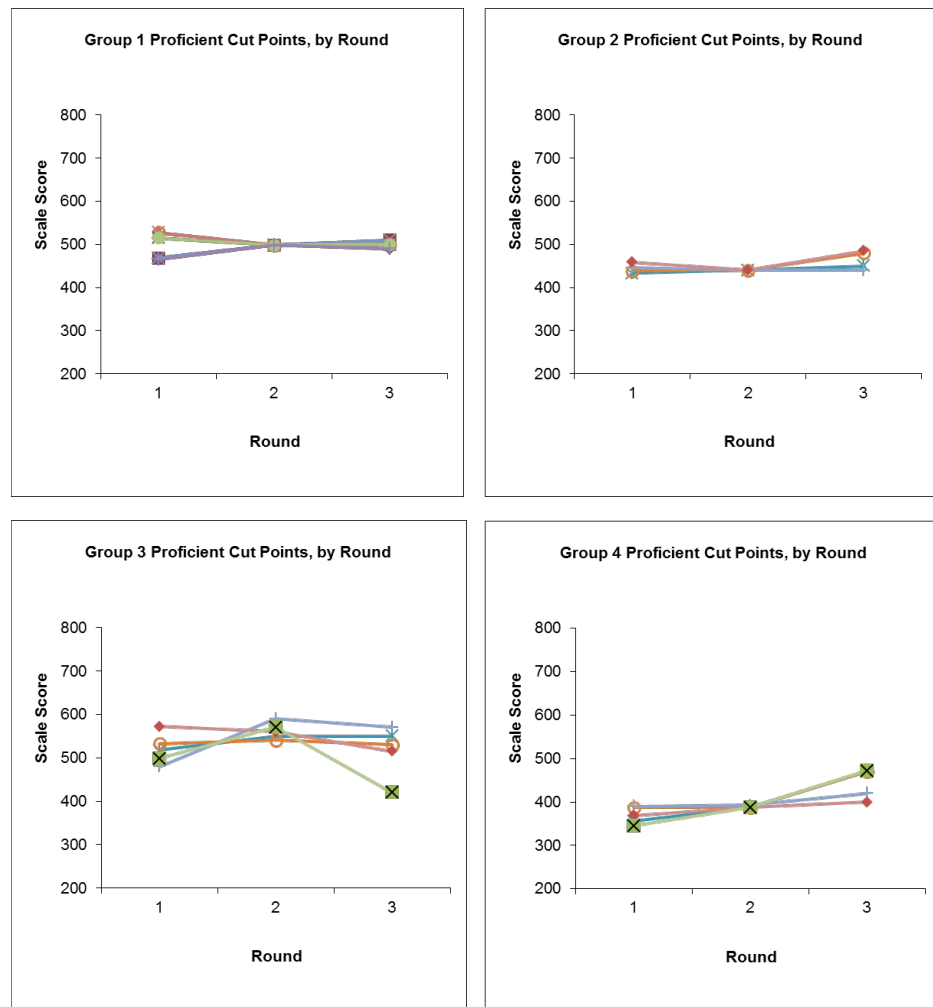 Group 1 Proficient Cut Points, by Round
Scale Score
800
700
600
500
400
300
200
1 2 3
Round
Group 2 Proficient Cut Points, by Round
Scale Score
800
700
600
500
400
300
200
1 2 3
Round
Group 3 Proficient Cut Points, by Round
Scale Score
800
700
600
500
400
300
200
1 2 3
Round
Group 4 Proficient Cut Points, by Round
Scale Score
800
700
600
500
400
300
200
1 2 3
Round